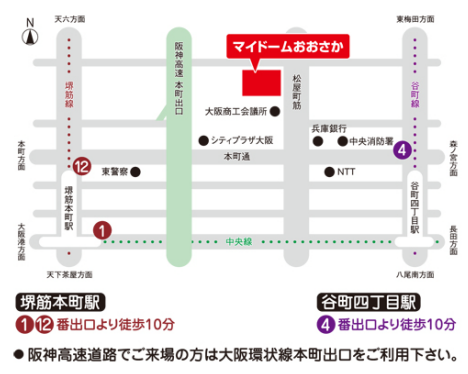 天六方面
東梅田方面
N
マイドームおおさか
堺筋線
阪神高速 本町出口
松屋町筋
谷町線
大阪商工会議所
兵庫銀行
シティプラザ大阪
中央消防署
4
本町方面
本町通
森ノ宮方面
12
東警察
NTT
堺筋本町駅
谷町四丁目駅
1
大阪港方面
中央線
長田方面
天下茶屋方面
八尾南方面
堺筋本町駅
1 12 番出口より徒歩10分
谷町四丁目駅
4 番出口より徒歩10分
●阪神高速道路でご来場の方は大阪環状線本町出口をご利用下さい。